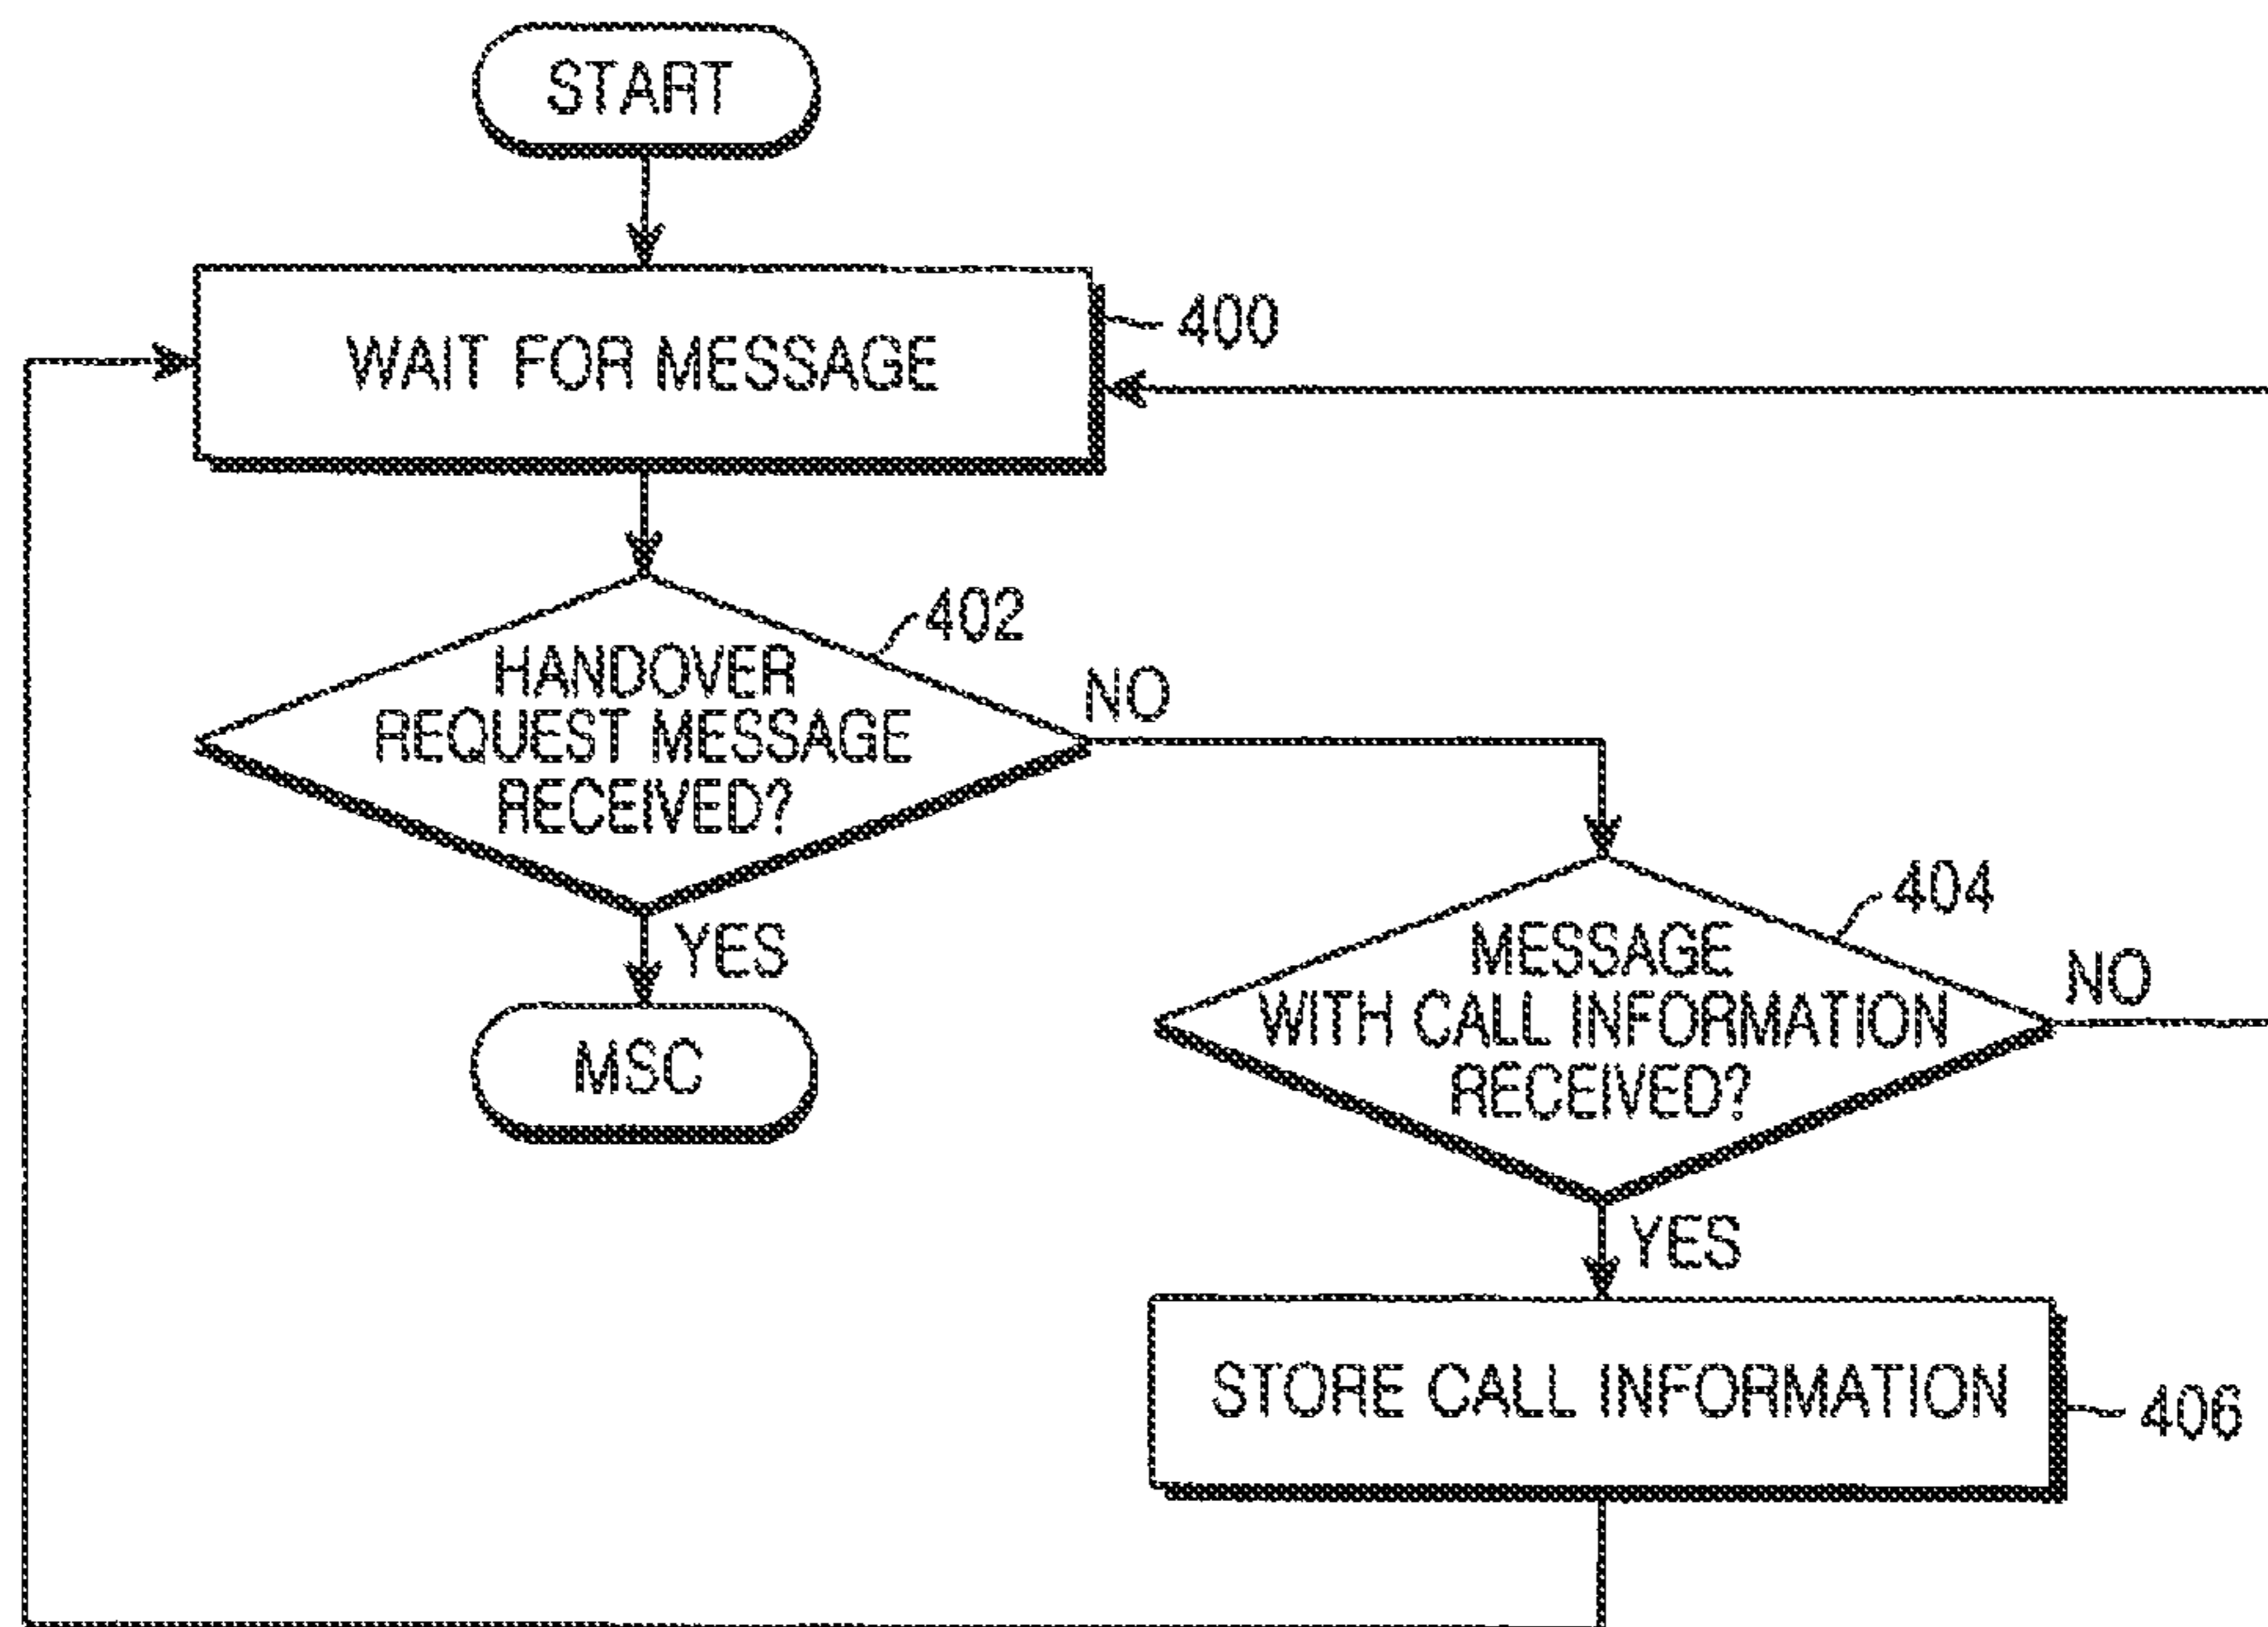 START
WAIT FOR MESSAGE
400
402
HANDOVER
REQUEST MESSAGE
RECEIVED?
NO
YES
MSC
404
MESSAGE
WITH CALL INFORMATION
RECEIVED?
NO
YES
STORE CALL INFORMATION
406